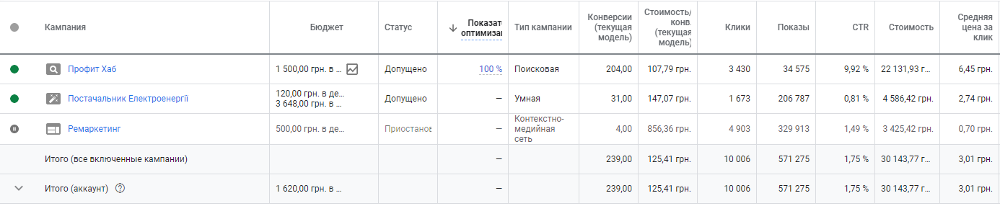 Кампания Бюджет Статус Показате оптимизац Тип кампании Конверсии (текущая модель) Стоимость/ конв. (текущая модель) Клики Показы CTR Стоимость Средняя цена за клик
Профит Хаб 1 500,00 грн. в ... Допущено 100 % Поисковая 204,00 107,79 грн. 3 430 34 575 9,92 % 22 131,93 г... 6,45 грн.
Постачальник Електроенергії 120,00 грн. в де... 3 648,00 грн. в ... Допущено — Умная 31,00 147,07 грн. 1 673 206 787 0,81 % 4 586,42 грн. 2,74 грн.
Ремаркетинг 500,00 грн. в де... Приостанов — Контекстно-медийная сеть 4,00 856,36 грн. 4 903 329 913 1,49 % 3 425,42 грн. 0,70 грн.
Итого (все включенные кампании) — 239,00 125,41 грн. 10 006 571 275 1,75 % 30 143,77 г... 3,01 грн.
Итого (аккаунт) 1 620,00 грн. в ... — 239,00 125,41 грн. 10 006 571 275 1,75 % 30 143,77 г... 3,01 грн.